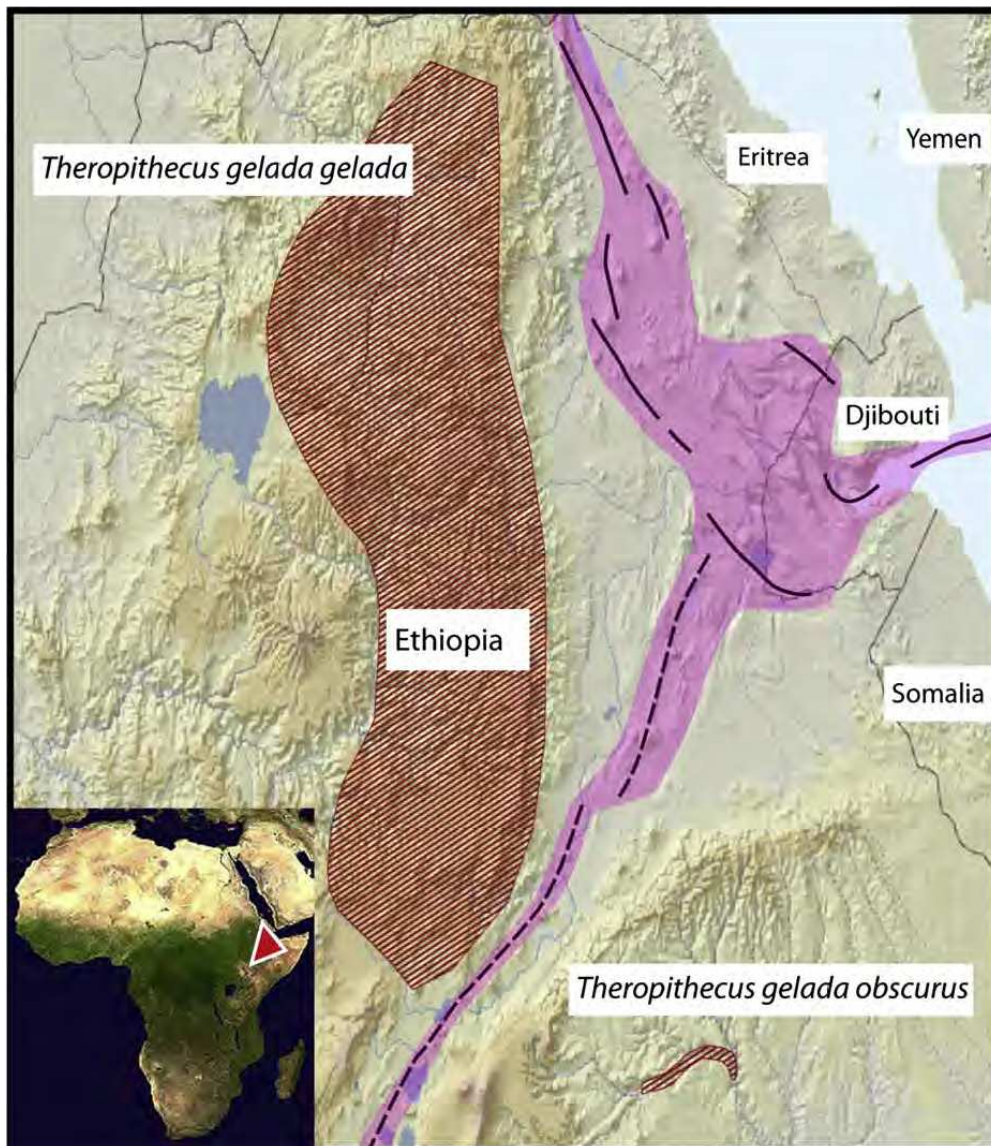 Theropithecus gelada gelada
Eritrea
Yemen
Djibouti
Ethiopia
Somalia
Theropithecus gelada obscurus